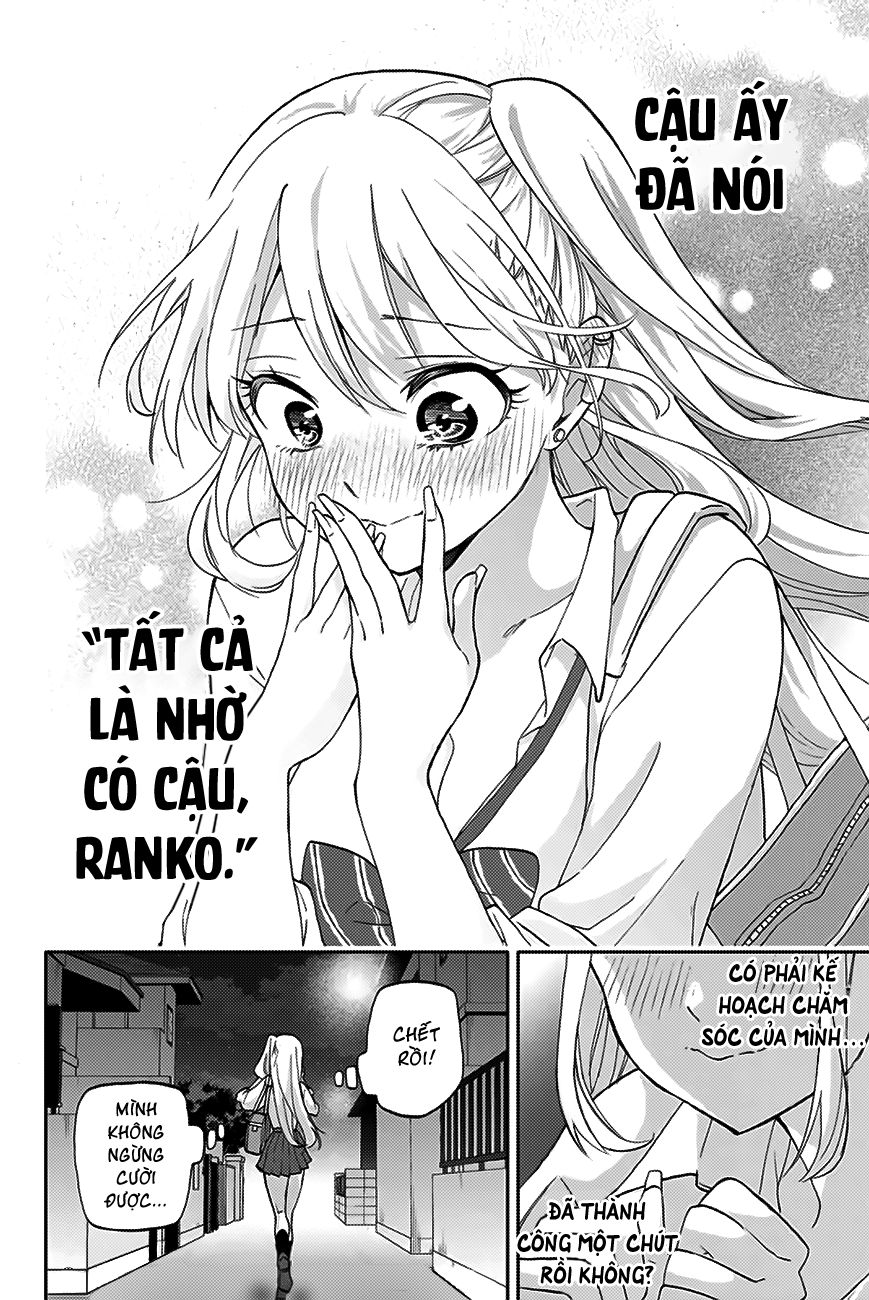 CẬU ẤY
ĐÃ NÓI
"TẤT CẢ
LÀ NHỜ
CÓ CẬU,
RANKO."
CHẾT
RỒI!
MÌNH
KHÔNG
NGỪNG
CƯỜI
ĐƯỢC...
CÓ PHẢI KẾ
HOẠCH CHĂM
SÓC CỦA MÌNH...
ĐÃ THÀNH
CÔNG MỘT CHÚT
RỒI KHÔNG?